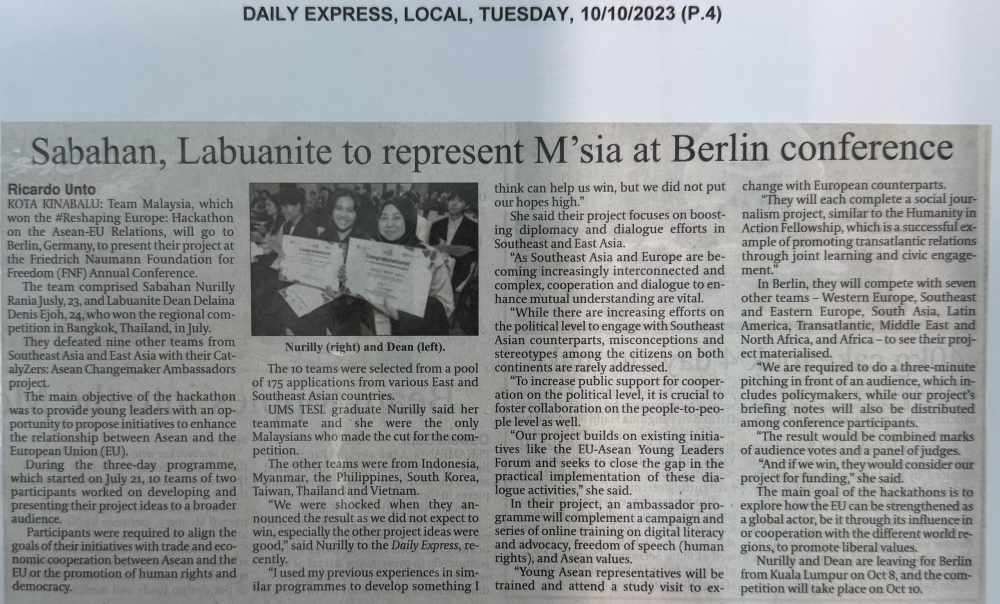 DAILY EXPRESS, LOCAL, TUESDAY, 10/10/2023 (P.4)
Sabahan, Labuanite to represent M'sia at Berlin conference
Ricardo Unto
KOTA KINABALU: Team Malaysia, which
won the #Reshaping Europe: Hackathon
on the Asean-EU Relations, will go to
Berlin, Germany, to present their project at
the Friedrich Naumann Foundation for
Freedom (FNF) Annual Conference.
The team comprised Sabahan Nurilly
Rania Jusly, 23, and Labuanite Dean Delaina
Denis Ejoh, 24, who won the regional com-
petition in Bangkok, Thailand, in July.
They defeated nine other teams from
Southeast Asia and East Asia with their Cat-
alyZers: Asean Changemaker Ambassadors
project.
The main objective of the hackathon
was to provide young leaders with an op-
portunity to propose initiatives to enhance
the relationship between Asean and the
European Union (EU).
During the three-day programme,
which started on July 21, 10 teams of two
participants worked on developing and
presenting their project ideas to a broader
audience.
Participants were required to align the
goals of their initiatives with trade and eco-
nomic cooperation between Asean and the
EU or the promotion of human rights and
democracy.
Congratulations!
Congratulations!
Nurilly (right) and Dean (left).
The 10 teams were selected from a pool
of 175 applications from various East and
Southeast Asian countries.
UMS TESL graduate Nurilly said her
teammate and she were the only
Malaysians who made the cut for the com-
petition.
The other teams were from Indonesia,
Myanmar, the Philippines, South Korea,
Taiwan, Thailand and Vietnam.
"We were shocked when they an-
nounced the result as we did not expect to
win, especially the other project ideas were
good," said Nurilly to the Daily Express, re-
cently.
"I used my previous experiences in sim-
ilar programmes to develop something I
think can help us win, but we did not put
our hopes high."
She said their project focuses on boost-
ing diplomacy and dialogue efforts in
Southeast and East Asia.
"As Southeast Asia and Europe are be-
coming increasingly interconnected and
complex, cooperation and dialogue to en-
hance mutual understanding are vital.
"While there are increasing efforts on
the political level to engage with Southeast
Asian counterparts, misconceptions and
stereotypes among the citizens on both
continents are rarely addressed.
"To increase public support for cooper-
ation on the political level, it is crucial to
foster collaboration on the people-to-peo-
ple level as well.
"Our project builds on existing initia-
tives like the EU-Asean Young Leaders
Forum and seeks to close the gap in the
practical implementation of these dia-
logue activities," she said.
In their project, an ambassador pro-
gramme will complement a campaign and
series of online training on digital literacy
and advocacy, freedom of speech (human
rights), and Asean values.
"Young Asean representatives will be
trained and attend a study visit to ex-
change with European counterparts.
"They will each complete a social jour-
nalism project, similar to the Humanity in
Action Fellowship, which is a successful ex-
ample of promoting transatlantic relations
through joint learning and civic engage-
ment."
In Berlin, they will compete with seven
other teams – Western Europe, Southeast
and Eastern Europe, South Asia, Latin
America, Transatlantic, Middle East and
North Africa, and Africa – to see their proj-
ect materialised.
"We are required to do a three-minute
pitching in front of an audience, which in-
cludes policymakers, while our project's
briefing notes will also be distributed
among conference participants.
"The result would be combined marks
of audience votes and a panel of judges.
"And if we win, they would consider our
project for funding," she said.
The main goal of the hackathons is to
explore how the EU can be strengthened as
a global actor, be it through its influence in
or cooperation with the different world re-
gions, to promote liberal values.
Nurilly and Dean are leaving for Berlin
from Kuala Lumpur on Oct 8, and the com-
petition will take place on Oct 10.